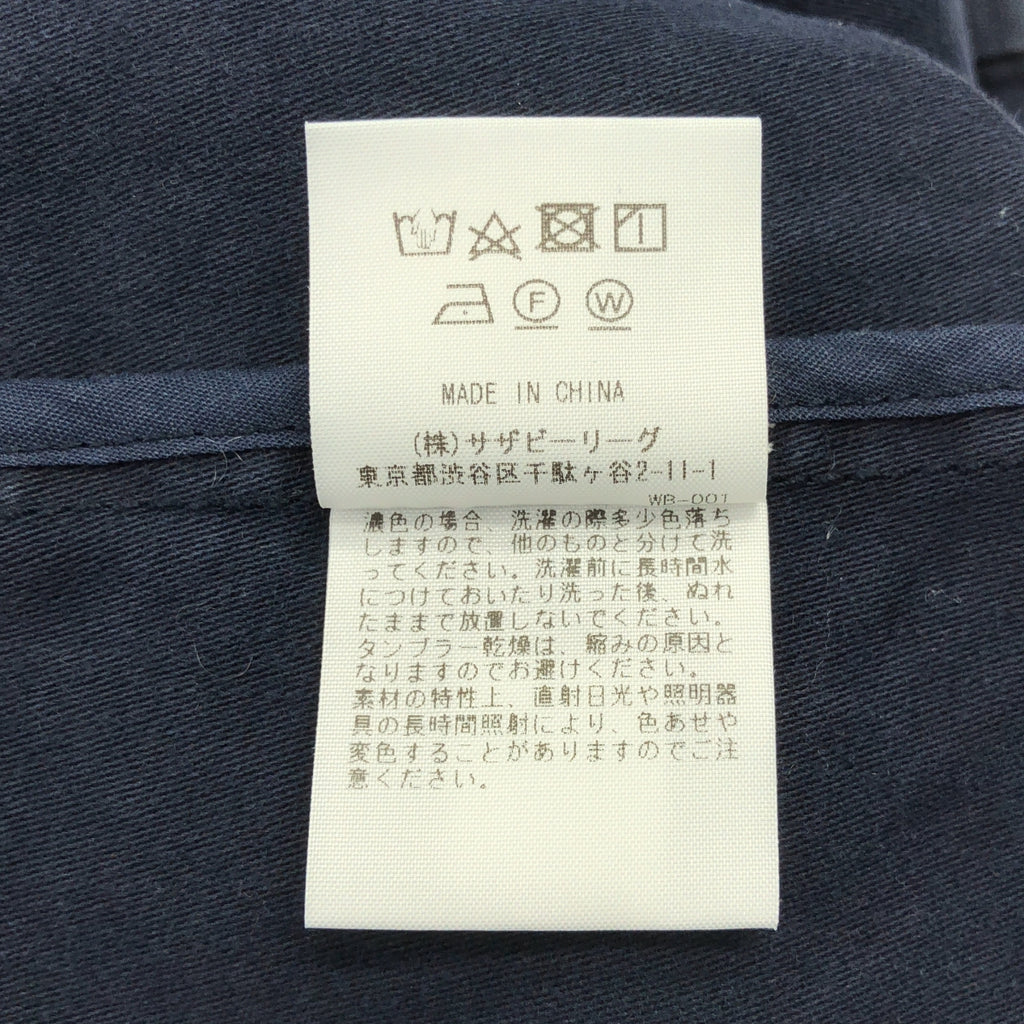 F W
MADE IN CHINA
(株)サザビーリーグ
東京都渋谷区千駄ヶ谷2-11-1
WB-001
濃色の場合、洗濯の際多少色落ち
しますので、他のものと分けて洗
ってください。洗濯前に長時間水
につけておいたり洗った後、ぬれ
たままで放置しないでください。
タンブラー乾燥は、縮みの原因と
なりますのでお避けください。
素材の特性上、直射日光や照明器
具の長時間照射により、色あせや
変色することがありますのでご注
意ください。